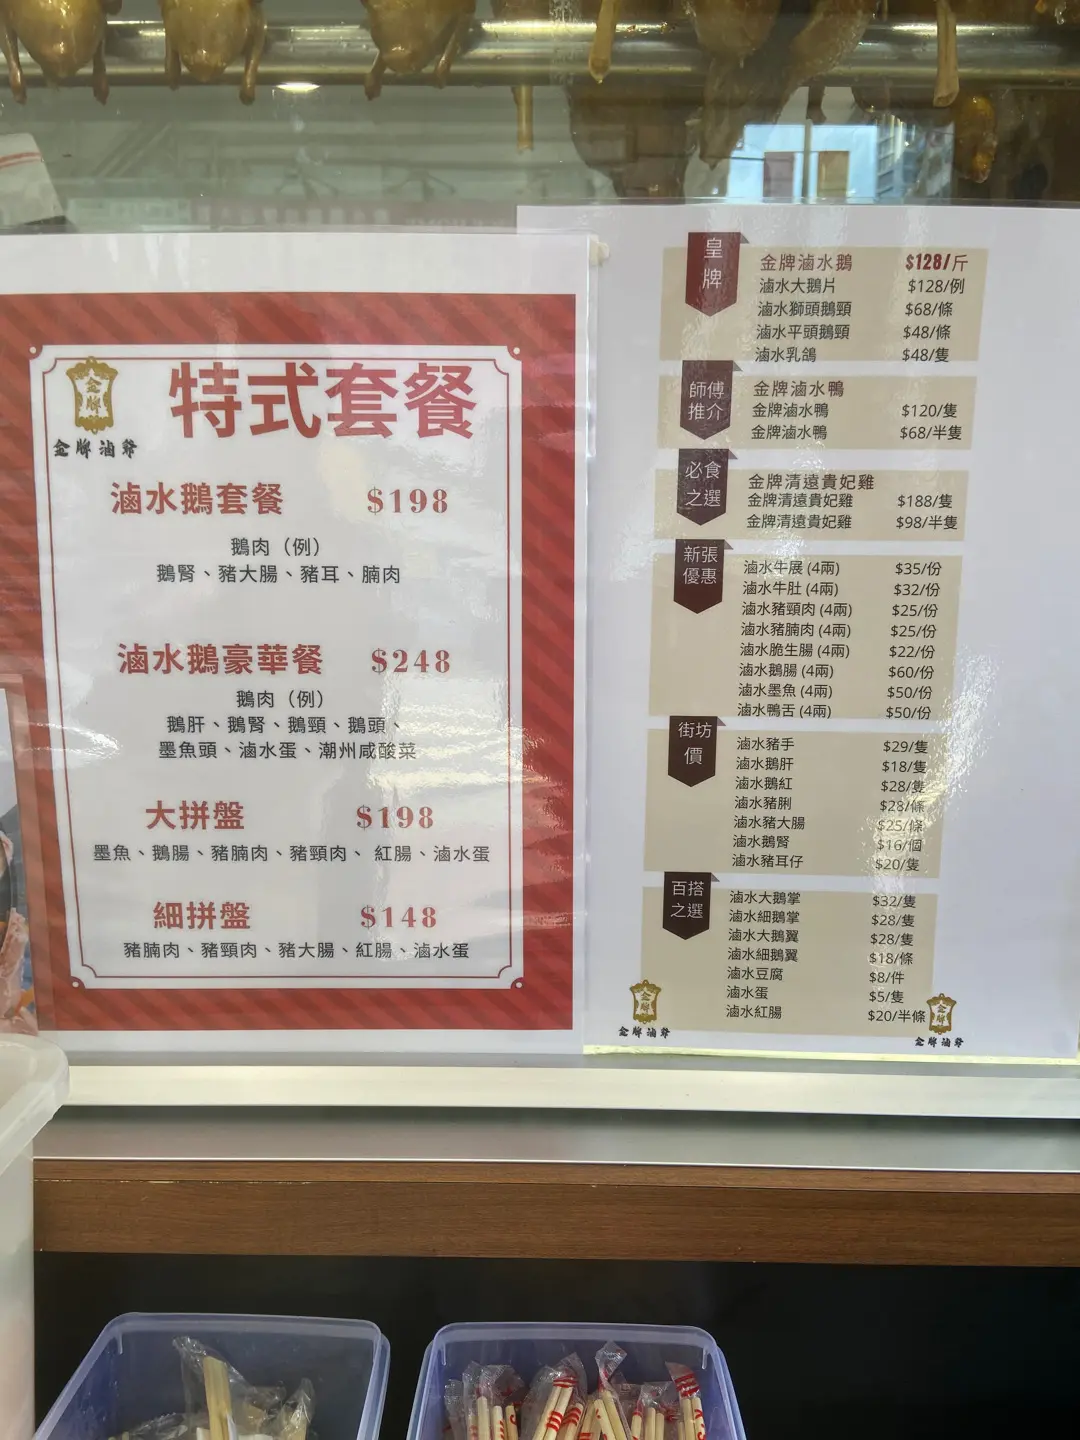 金牌
金牌滷爺
特式套餐
滷水鵝套餐 $198
鵝肉（例）
鵝腎、豬大腸、豬耳、腩肉
滷水鵝豪華餐 $248
鵝肉（例）
鵝肝、鵝腎、鵝頸、鵝頭、
墨魚頭、滷水蛋、潮州咸酸菜
大拼盤 $198
墨魚、鵝腸、豬腩肉、豬頸肉、紅腸、滷水蛋
細拼盤 $148
豬腩肉、豬頸肉、豬大腸、紅腸、滷水蛋
皇牌
金牌滷水鵝 $128/斤
滷水大鵝片 $128/例
滷水獅頭鵝頸 $68/條
滷水平頭鵝頸 $48/條
滷水乳鴿 $48/隻
師傅
推介
金牌滷水鴨
金牌滷水鴨 $120/隻
金牌滷水鴨 $68/半隻
必食
之選
金牌清遠貴妃雞
金牌清遠貴妃雞 $188/隻
金牌清遠貴妃雞 $98/半隻
新張
優惠
滷水牛展 (4兩) $35/份
滷水牛肚 (4兩) $32/份
滷水豬頸肉 (4兩) $25/份
滷水豬腩肉 (4兩) $25/份
滷水脆生腸 (4兩) $22/份
滷水鵝腸 (4兩) $60/份
滷水墨魚 (4兩) $50/份
滷水鴨舌 (4兩) $50/份
街坊
價
滷水豬手 $29/隻
滷水鵝肝 $18/隻
滷水鵝紅 $28/隻
滷水豬脷 $28/條
滷水豬大腸 $25/條
滷水鵝腎 $16/個
滷水豬耳仔 $20/隻
百搭
之選
滷水大鵝掌 $32/隻
滷水細鵝掌 $28/隻
滷水大鵝翼 $28/隻
滷水細鵝翼 $18/條
滷水豆腐 $8/件
滷水蛋 $5/隻
滷水紅腸 $20/半條
金牌
金牌滷爺
金牌
金牌滷爺